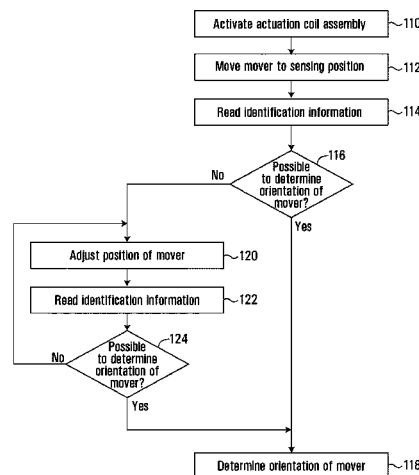 Activate actuation coil assembly
110
Move mover to sensing position
112
Read identification information
114
116
Possible
to determine
orientation of
mover?
No
Yes
Adjust position of mover
120
Read identification information
122
124
Possible
to determine
orientation of
mover?
No
Yes
Determine orientation of mover
118